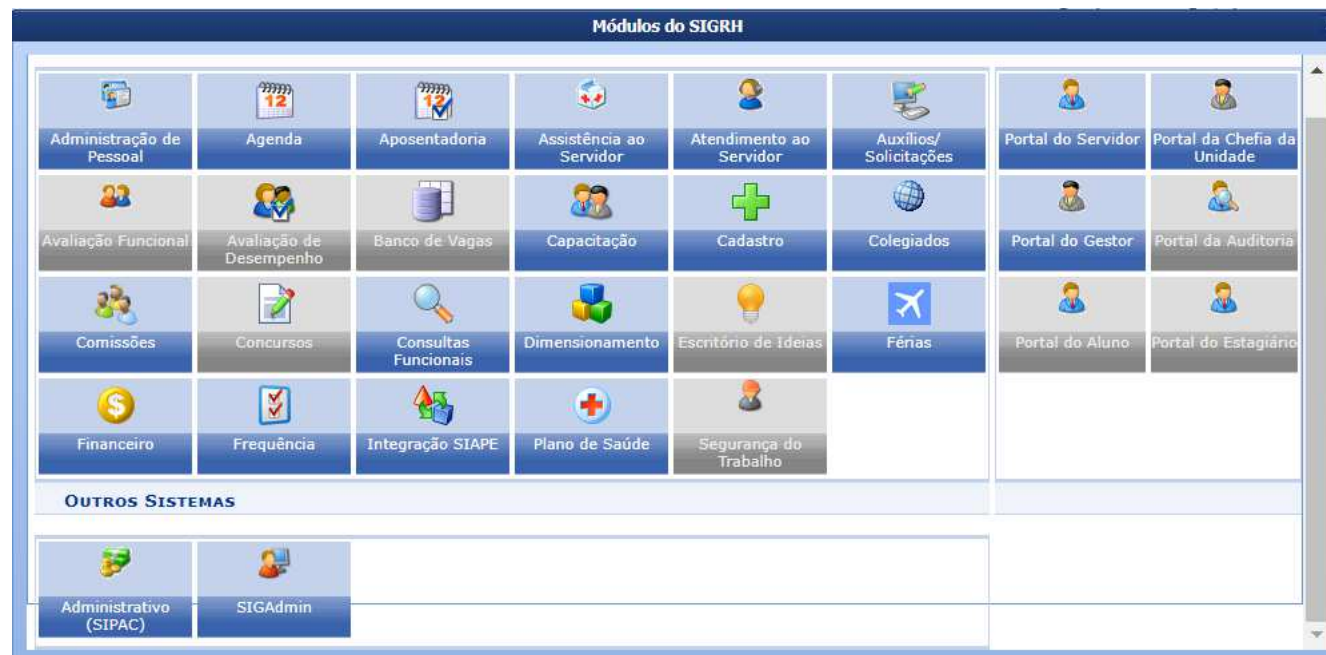 Módulos do SIGRH
12
12
Administração de
Pessoal
Agenda
Aposentadoria
Assistência ao
Servidor
Atendimento ao
Servidor
Auxílios/
Solicitações
Portal do Servidor
Portal da Chefia da
Unidade
Avaliação Funcional
Avaliação de
Desempenho
Banco de Vagas
Capacitação
Cadastro
Colegiados
Portal do Gestor
Portal da Auditoria
Comissões
Concursos
Consultas
Funcionais
Dimensionamento
Escritório de Ideias
Férias
Portal do Aluno
Portal do Estagiário
$
Financeiro
Frequência
Integração SIAPE
Plano de Saúde
Segurança do
Trabalho
OUTROS SISTEMAS
Administrativo
(SIPAC)
SIGAdmin